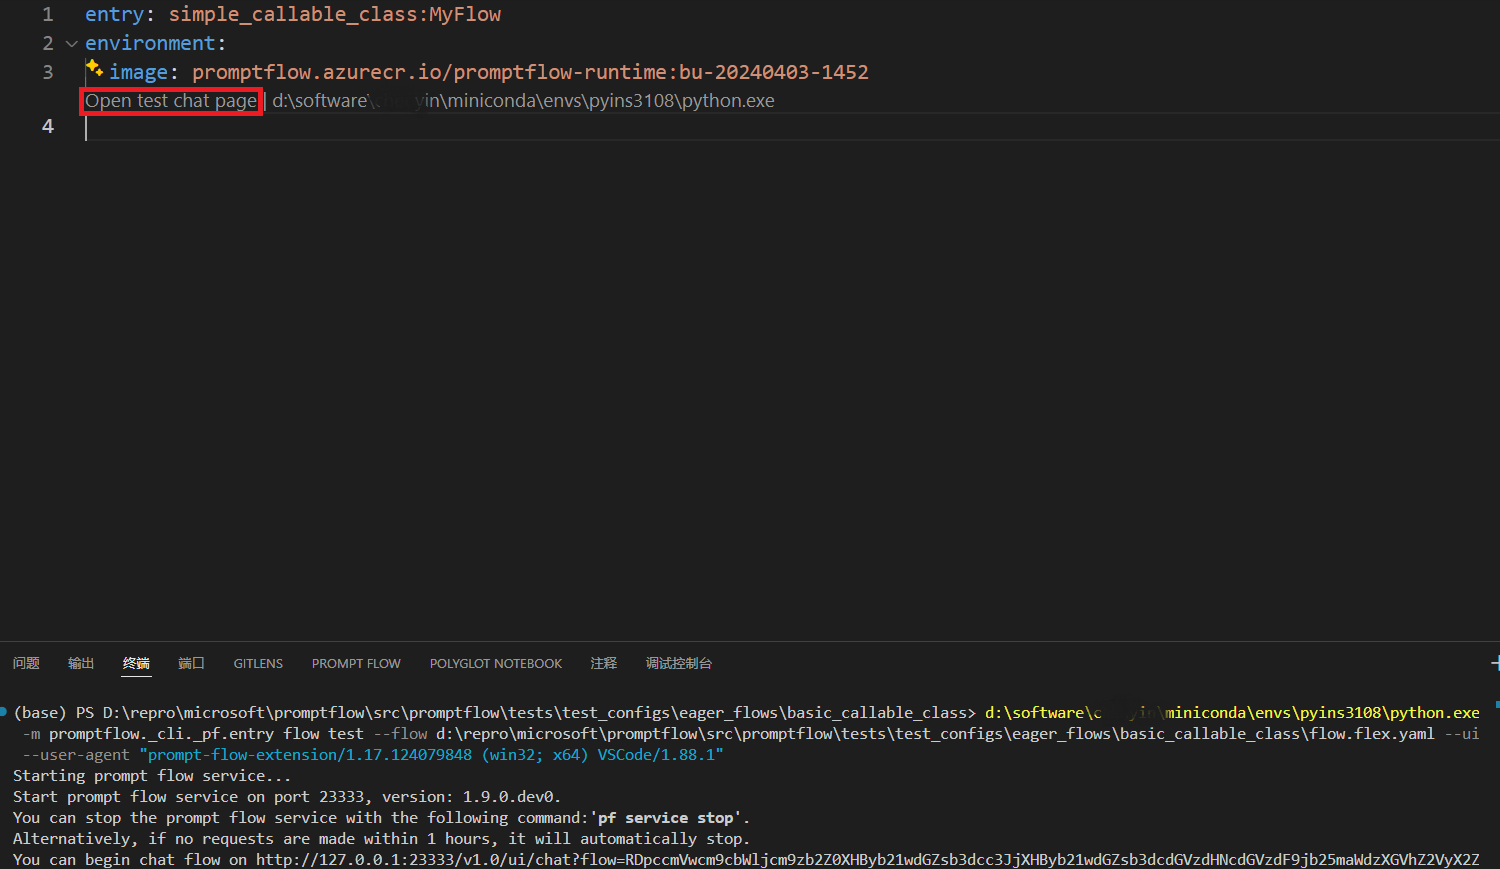 1 entry: simple_callable_class:MyFlow
2 environment:
3 image: promptflow.azurecr.io/promptflow-runtime:bu-20240403-1452
Open test chat page | d:\software\ yin\miniconda\envs\pyins3108\python.exe
4
问题 输出 终端 端口 GITLENS PROMPT FLOW POLYGLOT NOTEBOOK 注释 调试控制台
(base) PS D:\repro\microsoft\promptflow\src\promptflow\tests\test_configs\eager_flows\basic_callable_class> d:\software\c yin\miniconda\envs\pyins3108\python.exe
-m promptflow._cli._pf.entry flow test --flow d:\repro\microsoft\promptflow\src\promptflow\tests\test_configs\eager_flows\basic_callable_class\flow.flex.yaml --ui
--user-agent "prompt-flow-extension/1.17.124079848 (win32; x64) VSCode/1.88.1"
Starting prompt flow service...
Start prompt flow service on port 23333, version: 1.9.0.dev0.
You can stop the prompt flow service with the following command:'pf service stop'.
Alternatively, if no requests are made within 1 hours, it will automatically stop.
You can begin chat flow on http://127.0.0.1:23333/v1.0/ui/chat?flow=RDpccmVwcm9cbWljcm9zb2Z0XHByb21wdGZsb3dcc3JjXHByb21wdGZsb3dcdGVzdHNcdGVzdF9jb25maWdzXGVhZ2VyX2Z